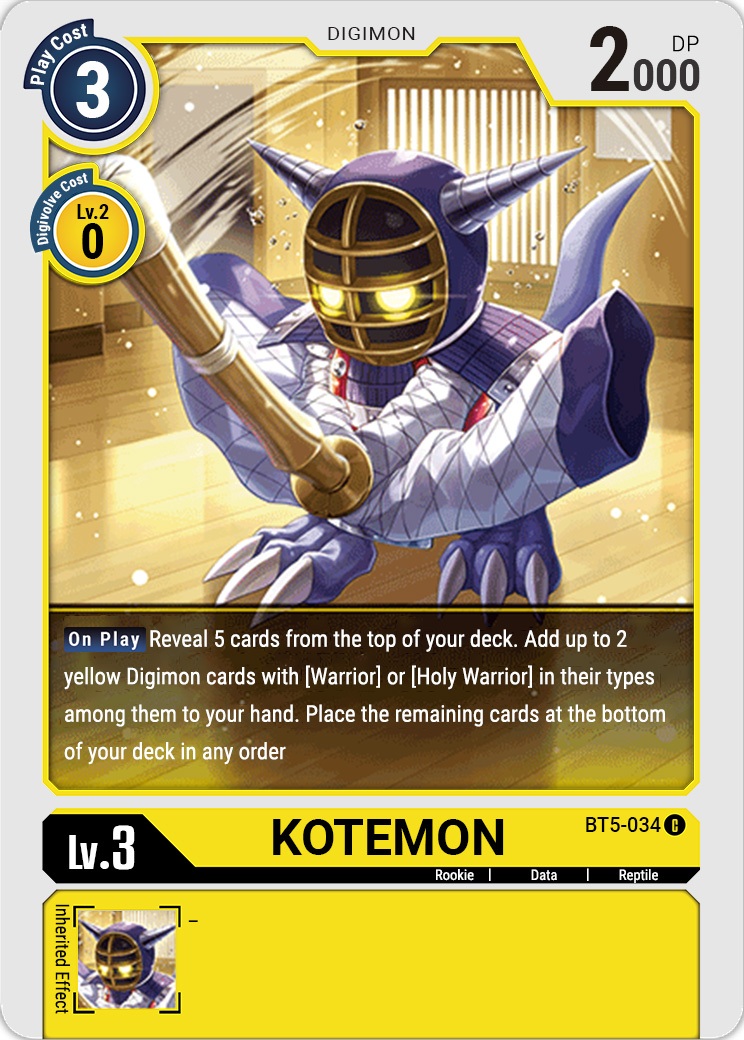 DIGIMON
Play Cost
3
DP
2000
Digivolve Cost
Lv.2
0
On Play Reveal 5 cards from the top of your deck. Add up to 2
yellow Digimon cards with [Warrior] or [Holy Warrior] in their types
among them to your hand. Place the remaining cards at the bottom
of your deck in any order
Lv.3
KOTEMON
BT5-034 C
Rookie | Data | Reptile
Inherited Effect
–